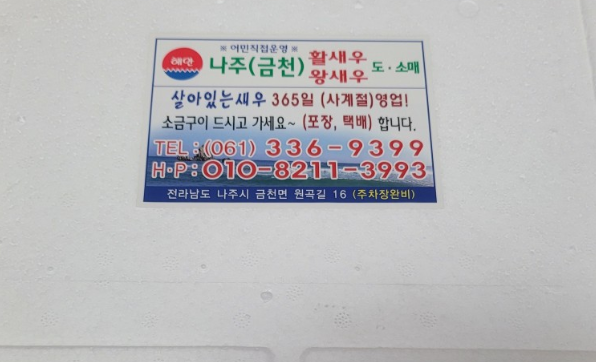 ※ 어민직접운영 ※
해안
나주(금천) 활새우 왕새우 도·소매
살아있는새우 365일 (사계절)영업!
소금구이 드시고 가세요~ (포장, 택배) 합니다.
TEL:(061) 336-9399
H·P:010-8211-3993
전라남도 나주시 금천면 원곡길 16 (주차장완비)